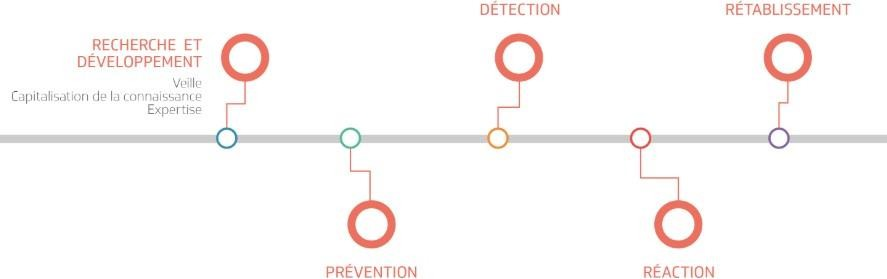 DÉTECTION
RÉTABLISSEMENT
RECHERCHE ET
DÉVELOPPEMENT
Veille
Capitalisation de la connaissance
Expertise
PRÉVENTION
RÉACTION